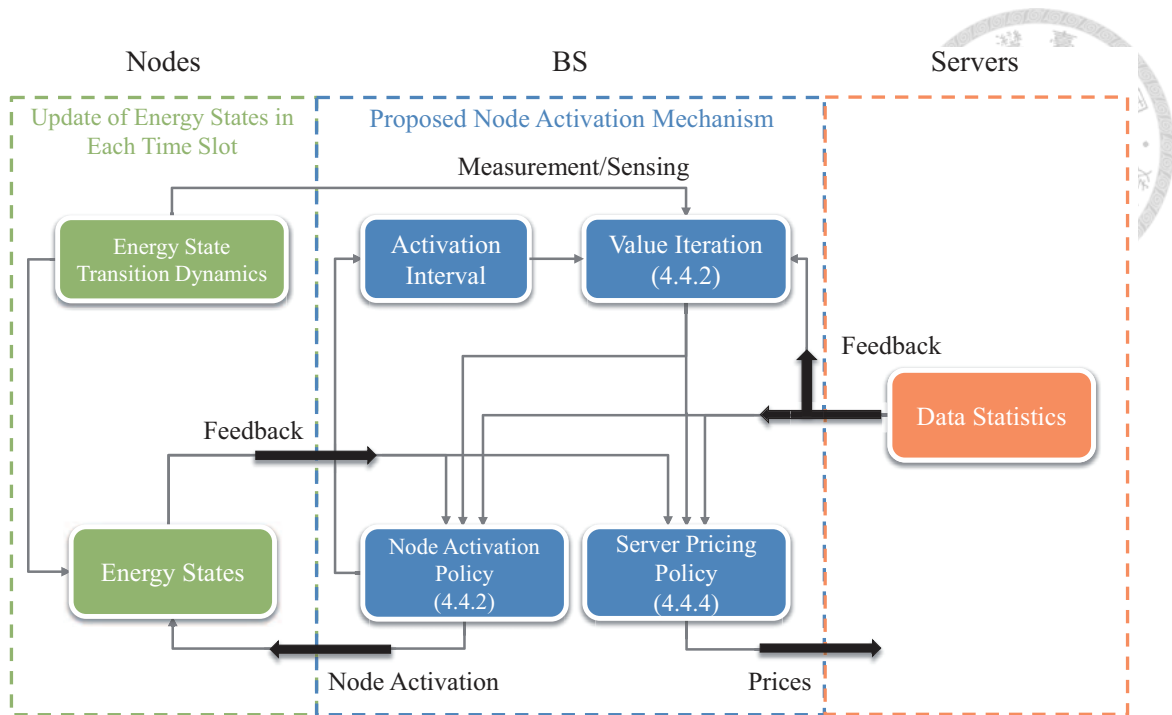 Nodes
BS
Servers
Update of Energy States in
Each Time Slot
Proposed Node Activation Mechanism
Measurement/Sensing
Energy State
Transition Dynamics
Activation
Interval
Value Iteration
(4.4.2)
Feedback
Data Statistics
Feedback
Energy States
Node Activation
Policy
(4.4.2)
Server Pricing
Policy
(4.4.4)
Node Activation
Prices